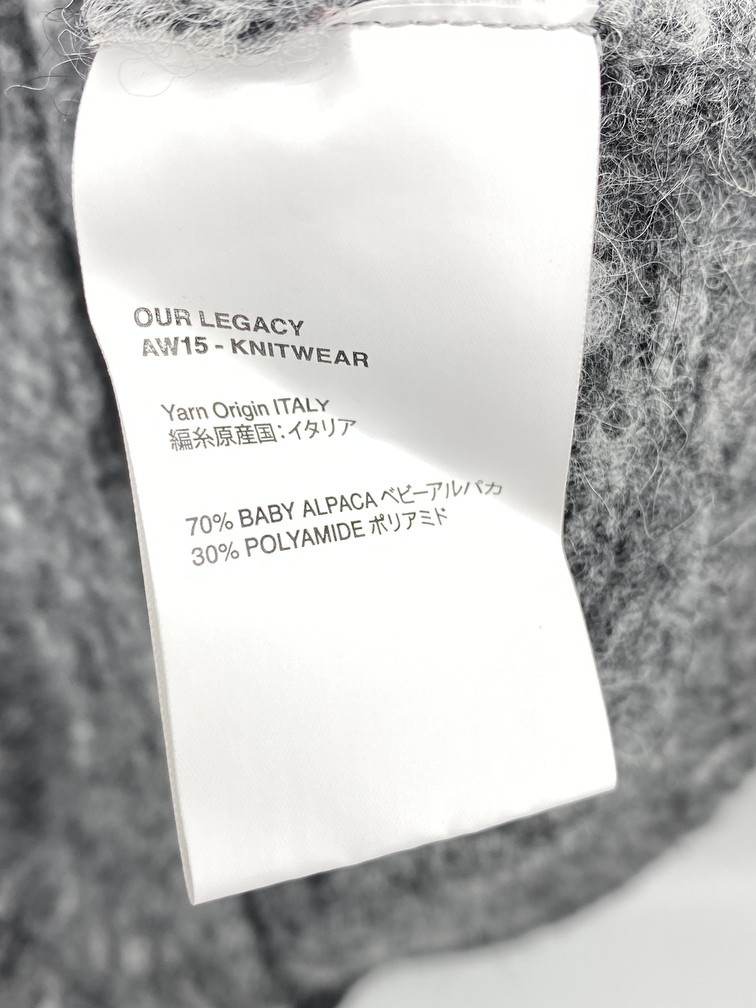 OUR LEGACY
AW15 - KNITWEAR
Yarn Origin ITALY
編糸原産国：イタリア
70% BABY ALPACA ベビーアルパカ
30% POLYAMIDE ポリアミド